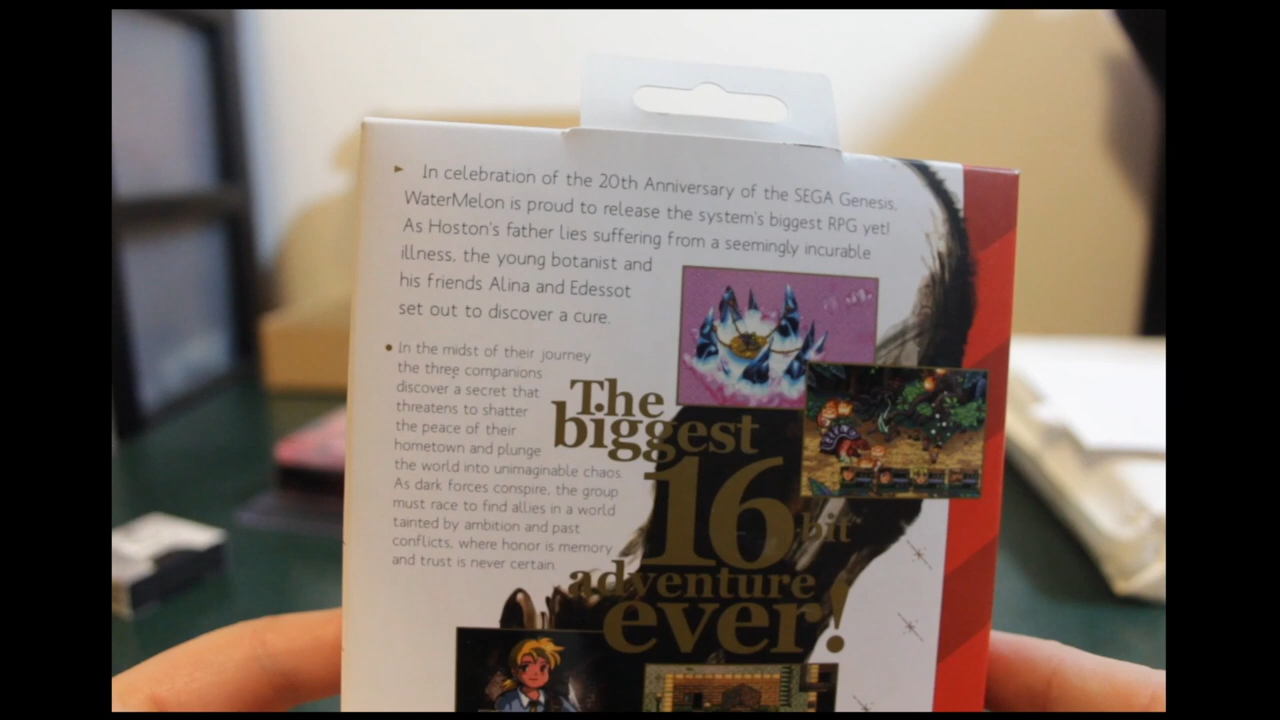 In celebration of the 20th Anniversary of the SEGA Genesis,
WaterMelon is proud to release the system's biggest RPG yet!
As Hoston's father lies suffering from a seemingly incurable
illness, the young botanist and
his friends Alina and Edessot
set out to discover a cure.
In the midst of their journey
the three companions
discover a secret that
threatens to shatter
the peace of their
hometown and plunge
the world into unimaginable chaos.
As dark forces conspire, the group
must race to find allies in a world
tainted by ambition and past
conflicts, where honor is memory
and trust is never certain.
The
biggest
16 bit
adventure
ever!